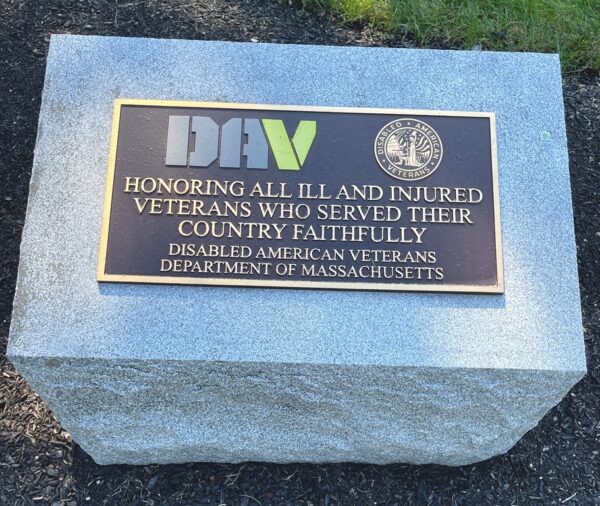 DAV
DISABLED AMERICAN VETERANS
HONORING ALL ILL AND INJURED
VETERANS WHO SERVED THEIR
COUNTRY FAITHFULLY
DISABLED AMERICAN VETERANS
DEPARTMENT OF MASSACHUSETTS